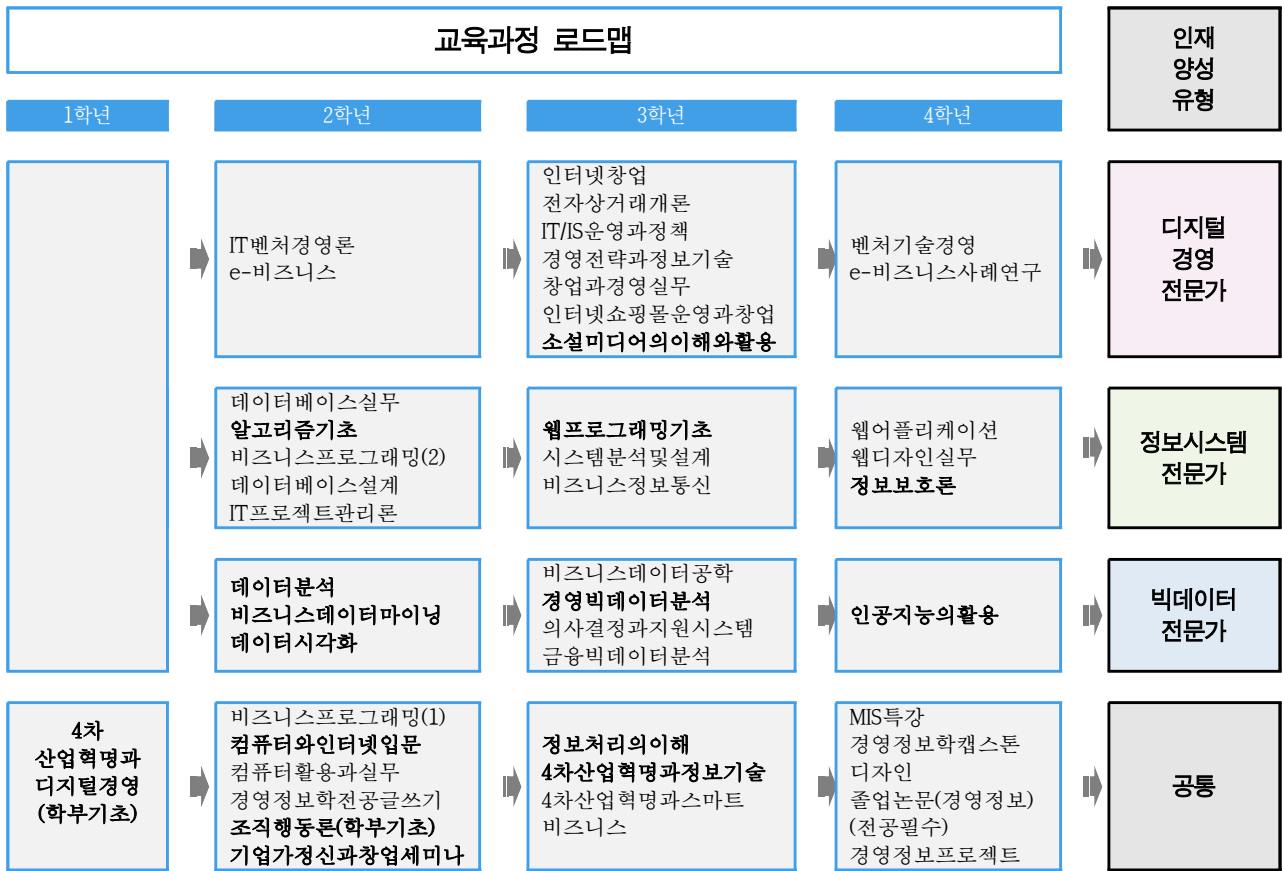 교육과정 로드맵
인재
양성
유형
1학년
2학년
3학년
4학년
IT벤처경영론
e-비즈니스
인터넷창업
전자상거래개론
IT/IS운영과정책
경영전략과정보기술
창업과경영실무
인터넷쇼핑몰운영과창업
소셜미디어의이해와활용
벤처기술경영
e-비즈니스사례연구
디지털
경영
전문가
데이터베이스실무
알고리즘기초
비즈니스프로그래밍(2)
데이터베이스설계
IT프로젝트관리론
웹프로그래밍기초
시스템분석및설계
비즈니스정보통신
웹어플리케이션
웹디자인실무
정보보호론
정보시스템
전문가
데이터분석
비즈니스데이터마이닝
데이터시각화
비즈니스데이터공학
경영빅데이터분석
의사결정과지원시스템
금융빅데이터분석
인공지능의활용
빅데이터
전문가
4차
산업혁명과
디지털경영
(학부기초)
비즈니스프로그래밍(1)
컴퓨터와인터넷입문
컴퓨터활용과실무
경영정보학전공글쓰기
조직행동론(학부기초)
기업가정신과창업세미나
정보처리의이해
4차산업혁명과정보기술
4차산업혁명과스마트
비즈니스
MIS특강
경영정보학캡스톤
디자인
졸업논문(경영정보)
(전공필수)
경영정보프로젝트
공통